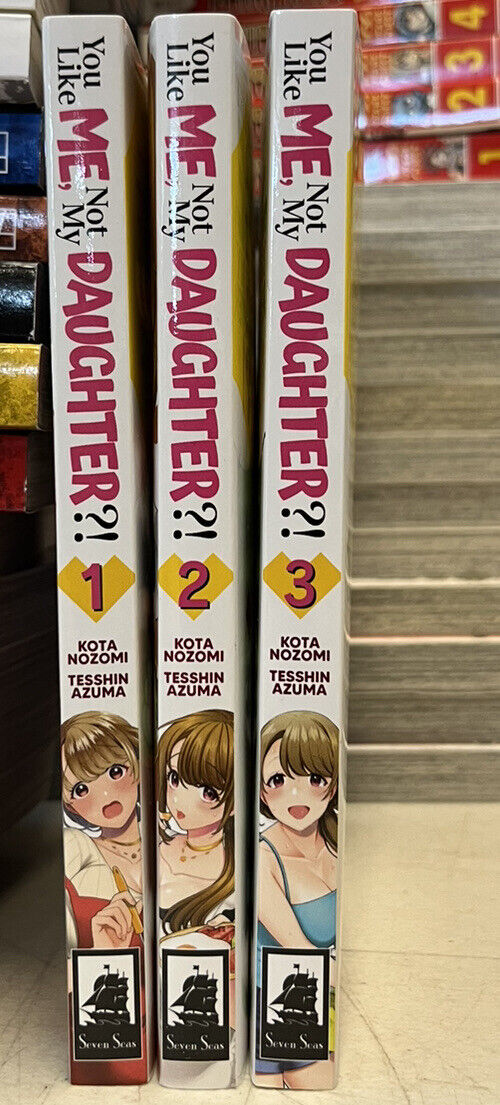 You
Like
ME,
Not
My
DAUGHTER?!
1
KOTA
NOZOMI
TESSHIN
AZUMA
Seven Seas
You
Like
ME,
Not
My
DAUGHTER?!
2
KOTA
NOZOMI
TESSHIN
AZUMA
Seven Seas
You
Like
ME,
Not
My
DAUGHTER?!
3
KOTA
NOZOMI
TESSHIN
AZUMA
Seven Seas
4
3
2
1